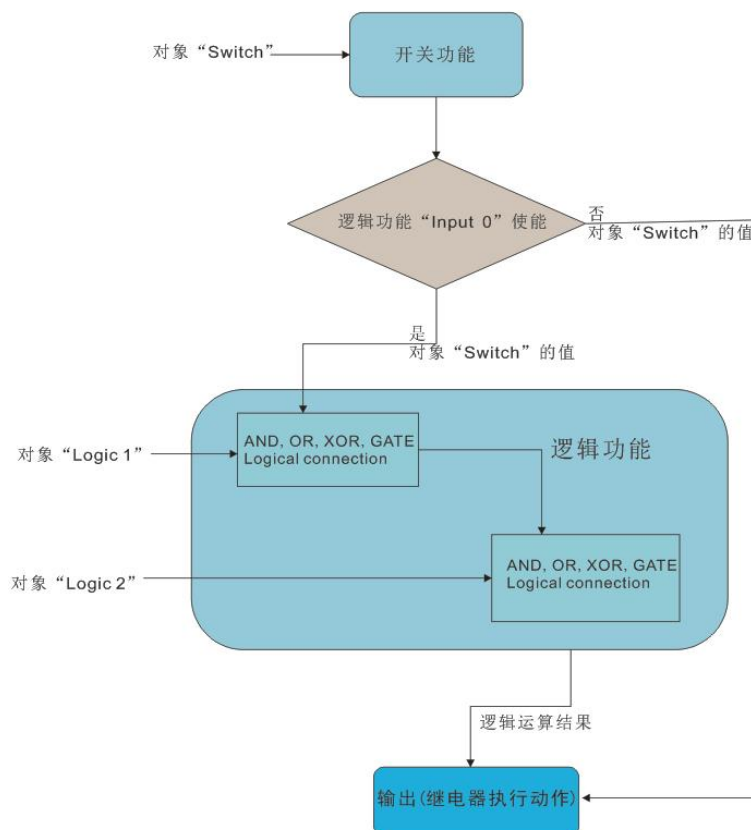 对象“Switch”
开关功能
逻辑功能“Input 0”使能
否
对象“Switch”的值
是
对象“Switch”的值
对象“Logic 1”
AND, OR, XOR, GATE
Logical connection
逻辑功能
对象“Logic 2”
AND, OR, XOR, GATE
Logical connection
逻辑运算结果
输出(继电器执行动作)